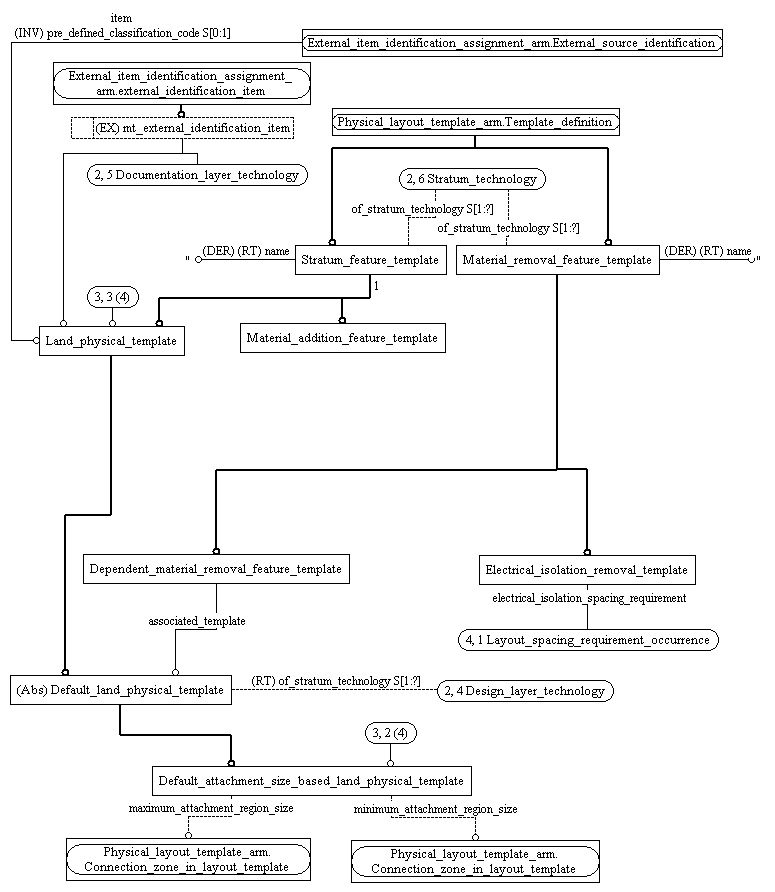 item
(INV) pre_defined_classification_code S[0:1]
External_item_identification_assignment_arm.External_source_identification
External_item_identification_assignment_
arm.external_identification_item
(EX) mt_external_identification_item
Physical_layout_template_arm.Template_definition
2, 5 Documentation_layer_technology
2, 6 Stratum_technology
of_stratum_technology S[1:?]
of_stratum_technology S[1:?]
" (DER) (RT) name
Stratum_feature_template
Material_removal_feature_template
(DER) (RT) name "
1
3, 3 (4)
Land_physical_template
Material_addition_feature_template
Dependent_material_removal_feature_template
Electrical_isolation_removal_template
electrical_isolation_spacing_requirement
associated_template
4, 1 Layout_spacing_requirement_occurrence
(Abs) Default_land_physical_template
(RT) of_stratum_technology S[1:?]
2, 4 Design_layer_technology
3, 2 (4)
Default_attachment_size_based_land_physical_template
maximum_attachment_region_size
minimum_attachment_region_size
Physical_layout_template_arm.
Connection_zone_in_layout_template
Physical_layout_template_arm.
Connection_zone_in_layout_template